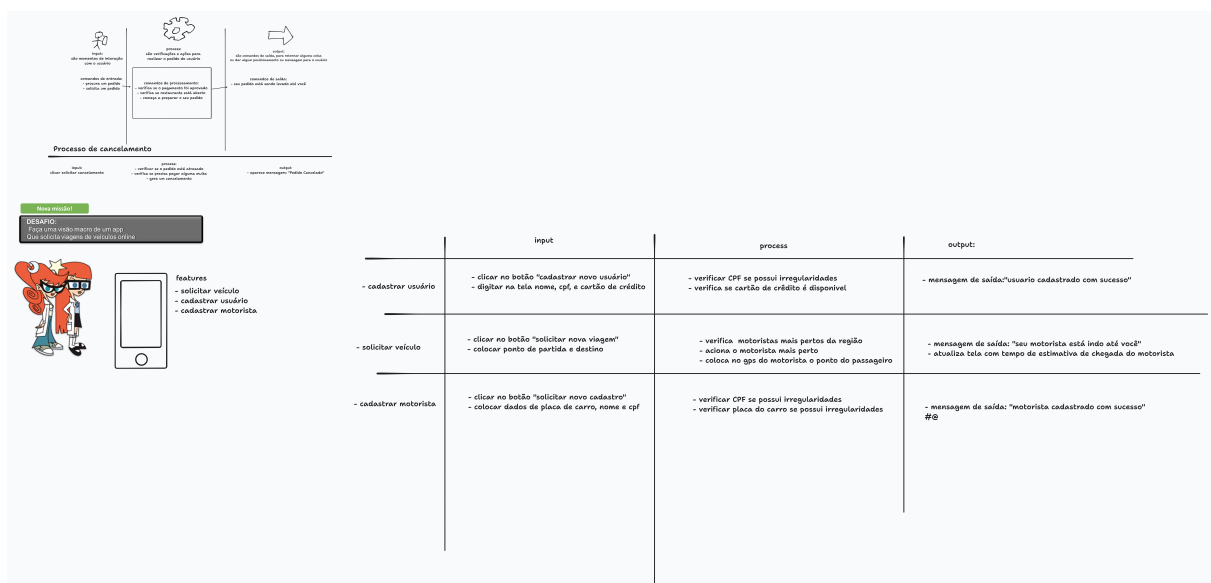 input:
são momentos de interação
com o usuário
process
são verificações e ações para
realizar o pedido do usuário
output:
são comandos de saída, para retornar alguma coisa
ou dar algum posicionamento ou mensagem para o usuário
comandos de entrada:
- procura um pedido
- solicita um pedido
comandos de processamento:
- verifica se o pagamento foi aprovado
- verifica se restaurante está aberto
- começa a preparar o seu pedido
comandos de saída:
- seu pedido está sendo levado até você
Processo de cancelamento
input:
clicar solicitar cancelamento
process:
- verificar se o pedido está atrasado
- verifica se precisa pagar alguma multa
- gera um cancelamento
output
- aparece mensagem: "Pedido Cancelado"
Nova missão!
DESAFIO:
Faça uma visão macro de um app
Que solicita viagens de veículos online
features
- solicitar veículo
- cadastrar usuário
- cadastrar motorista
input
process
output:
- cadastrar usuário
- clicar no botão "cadastrar novo usuário"
- digitar na tela nome, cpf, e cartão de crédito
- verificar CPF se possui irregularidades
- verifica se cartão de crédito é disponivel
- mensagem de saída:"usuario cadastrado com sucesso"
- solicitar veículo
- clicar no botão "solicitar nova viagem"
- colocar ponto de partida e destino
- verifica motoristas mais pertos da região
- aciona o motorista mais perto
- coloca no gps do motorista o ponto do passageiro
- mensagem de saída: "seu motorista está indo até você"
- atualiza tela com tempo de estimativa de chegada do motorista
- cadastrar motorista
- clicar no botão "solicitar novo cadastro"
- colocar dados de placa de carro, nome e cpf
- verificar CPF se possui irregularidades
- verificar placa do carro se possui irregularidades
- mensagem de saída: "motorista cadastrado com sucesso"
#@